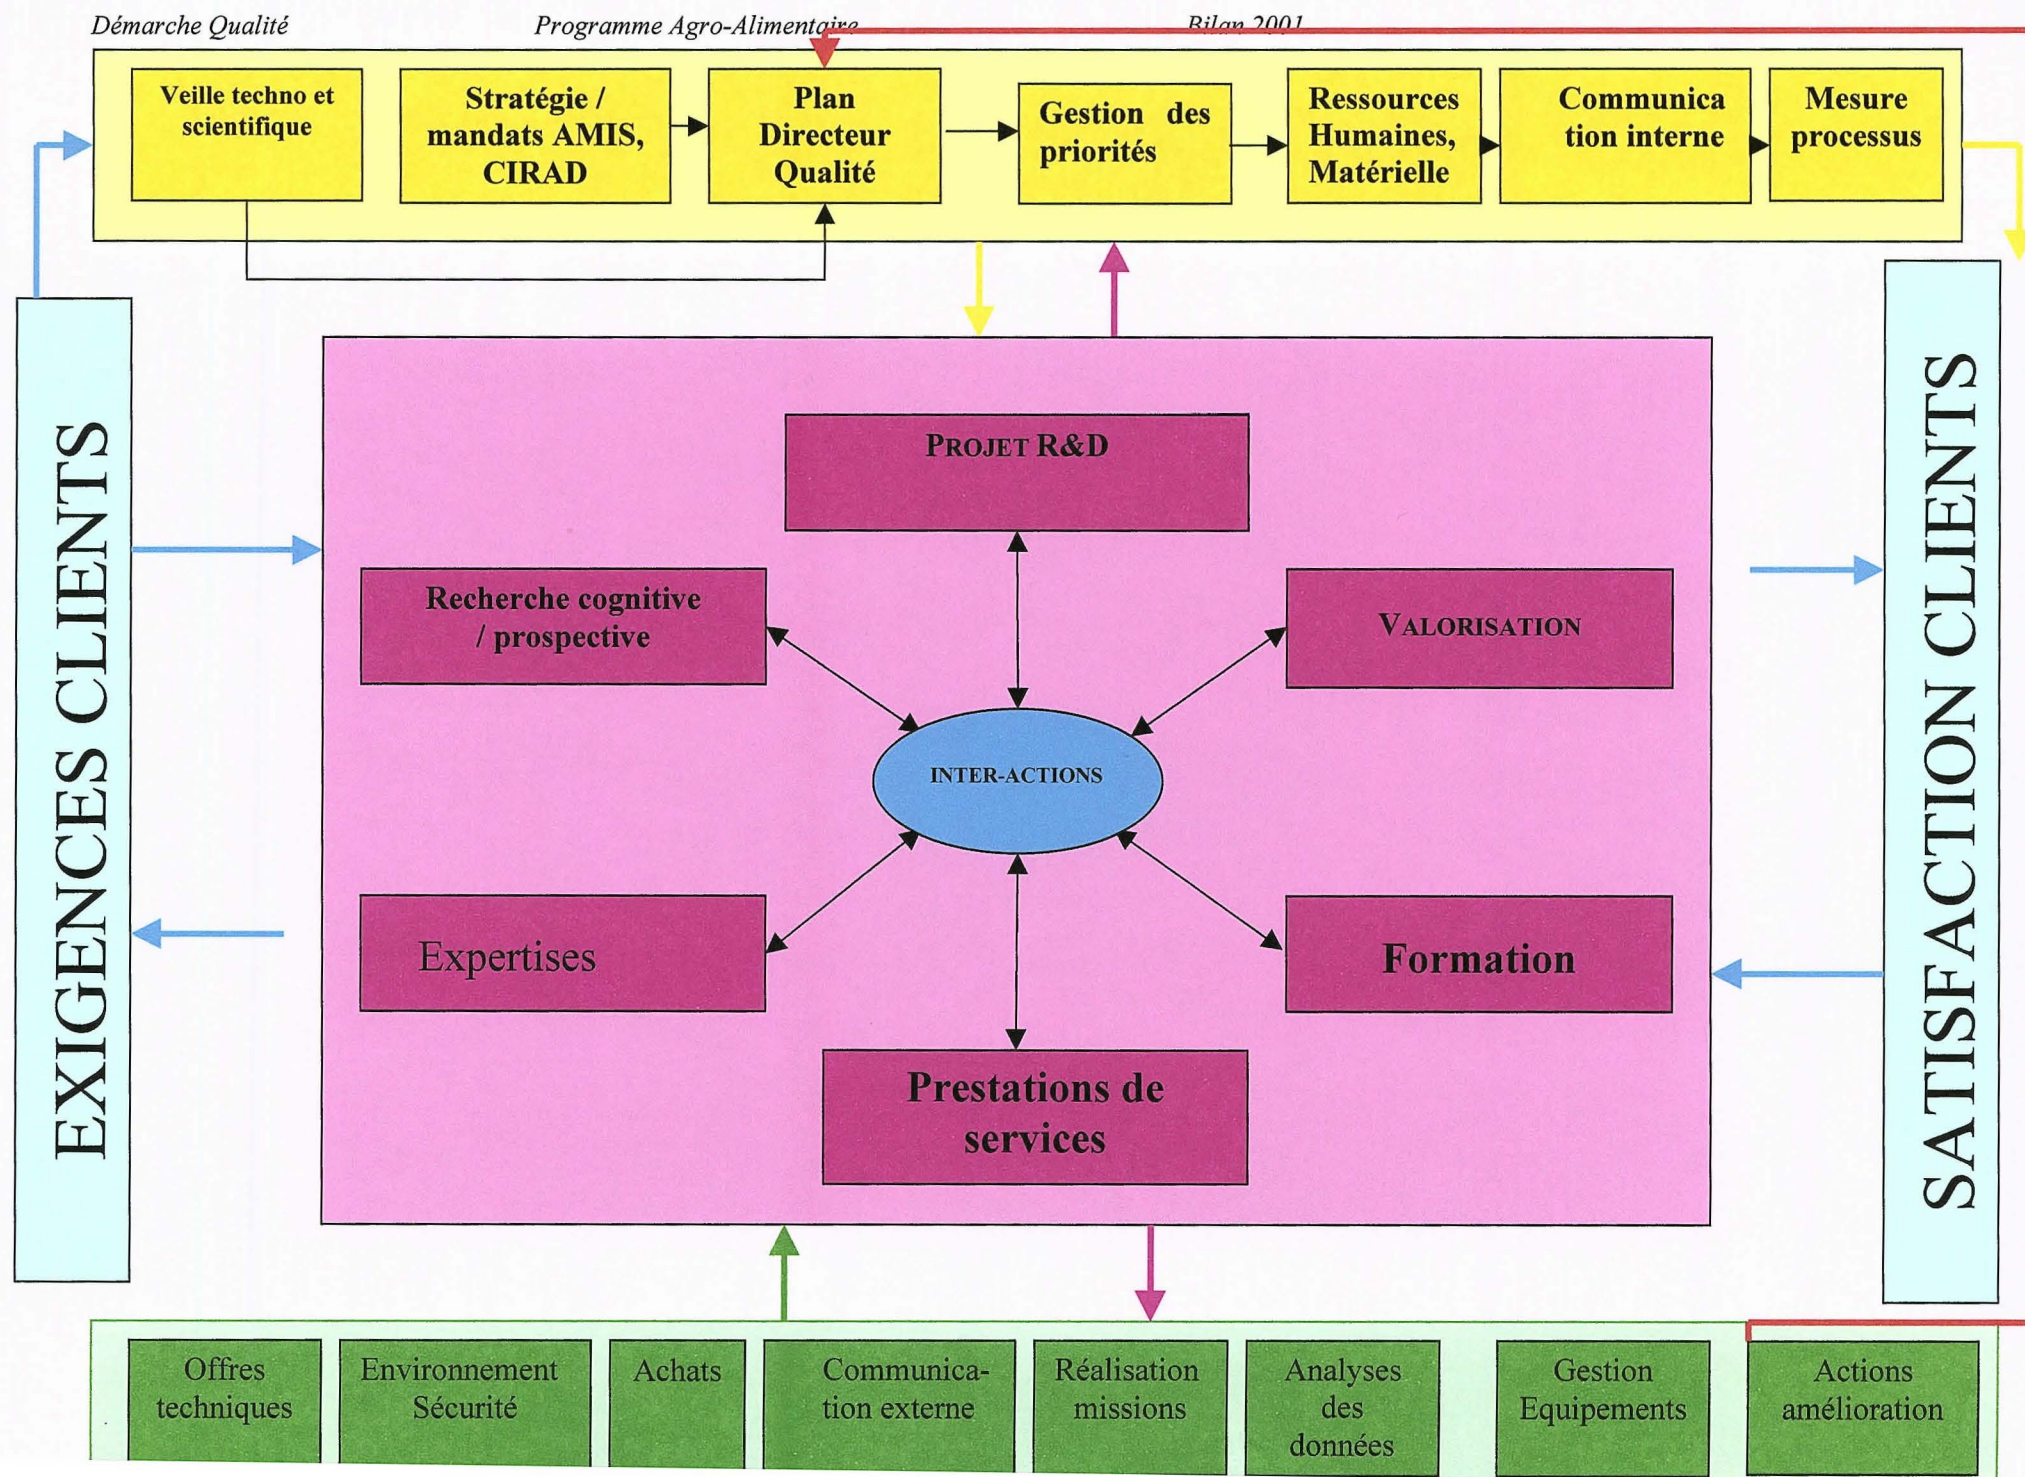 Démarche Qualité Programme Agro-Alimentaire Bilan 2001
Veille techno et
scientifique
Stratégie /
mandats AMIS,
CIRAD
Plan
Directeur
Qualité
Gestion des
priorités
Ressources
Humaines,
Matérielle
Communica
tion interne
Mesure
processus
EXIGENCES CLIENTS
PROJET R&D
Recherche cognitive
/ prospective
VALORISATION
INTER-ACTIONS
Expertises
Formation
Prestations de
services
SATISFACTION CLIENTS
Offres
techniques
Environnement
Sécurité
Achats
Communica-
tion externe
Réalisation
missions
Analyses
des
données
Gestion
Equipements
Actions
amélioration